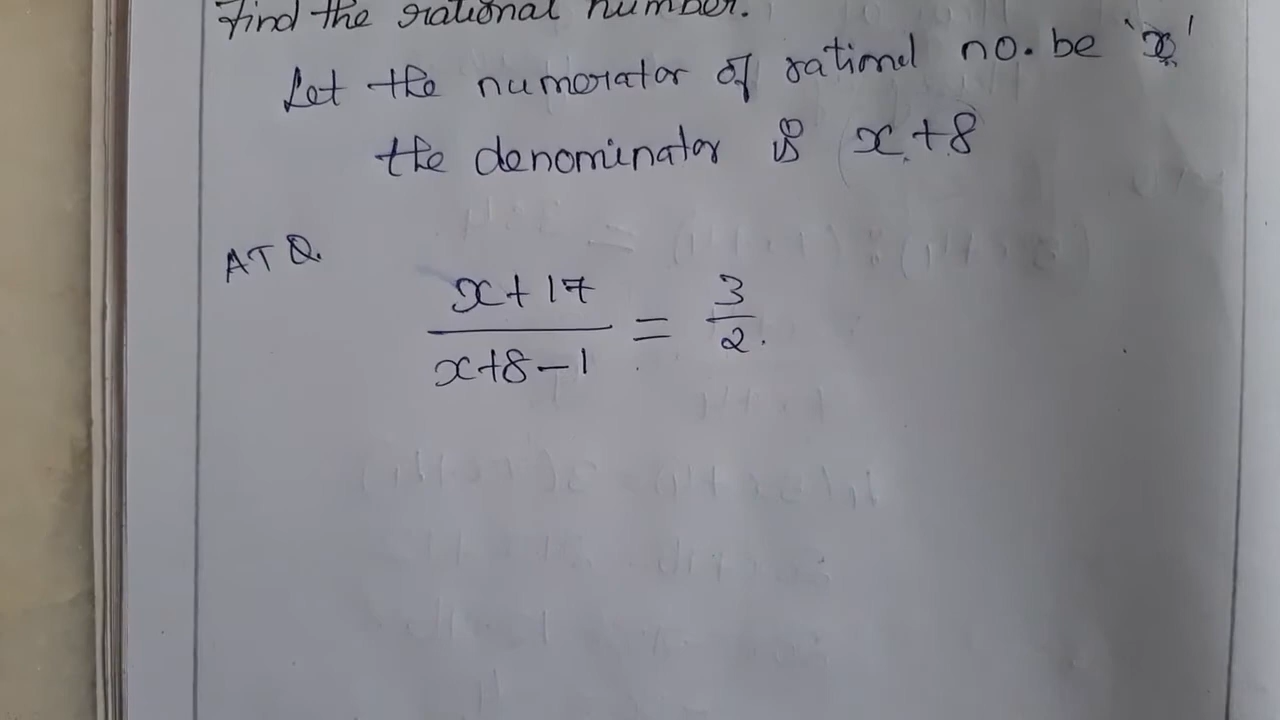 Find the rational number.
Let the numerator of rational no. be 'x'
the denominator is x+8
ATQ.
x+17
x+8-1
=
3
2.